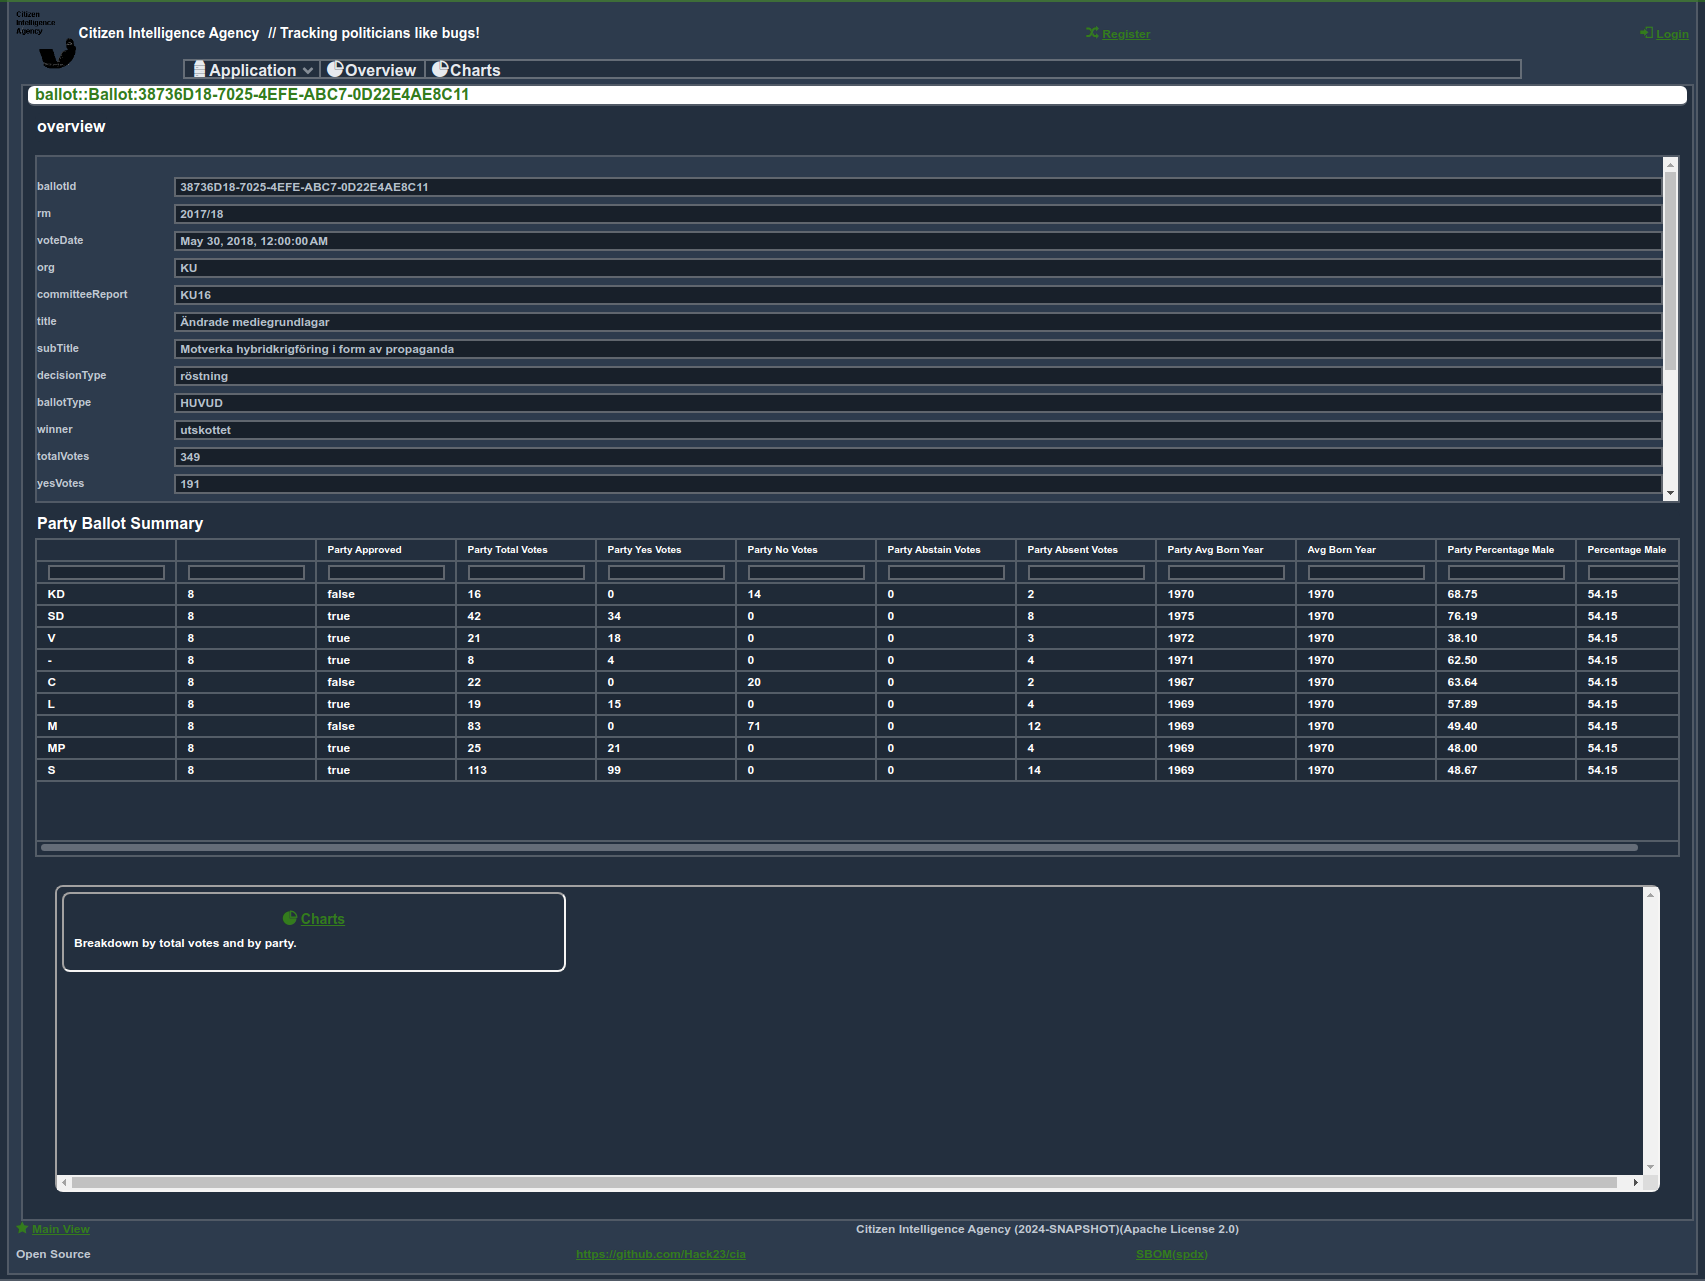 Citizen
Intelligence
Agency
Citizen Intelligence Agency // Tracking politicians like bugs!
Register
Login
Application
Overview
Charts
ballot::Ballot:38736D18-7025-4EFE-ABC7-0D22E4AE8C11
overview
ballotId 38736D18-7025-4EFE-ABC7-0D22E4AE8C11
rm 2017/18
voteDate May 30, 2018, 12:00:00 AM
org KU
committeeReport KU16
title Ändrade mediegrundlagar
subTitle Motverka hybridkrigföring i form av propaganda
decisionType röstning
ballotType HUVUD
winner utskottet
totalVotes 349
yesVotes 191
Party Ballot Summary
Party Approved Party Total Votes Party Yes Votes Party No Votes Party Abstain Votes Party Absent Votes Party Avg Born Year Avg Born Year Party Percentage Male Percentage Male
KD 8 false 16 0 14 0 2 1970 1970 68.75 54.15
SD 8 true 42 34 0 0 8 1975 1970 76.19 54.15
V 8 true 21 18 0 0 3 1972 1970 38.10 54.15
- 8 true 8 4 0 0 4 1971 1970 62.50 54.15
C 8 false 22 0 20 0 2 1967 1970 63.64 54.15
L 8 true 19 15 0 0 4 1969 1970 57.89 54.15
M 8 false 83 0 71 0 12 1969 1970 49.40 54.15
MP 8 true 25 21 0 0 4 1969 1970 48.00 54.15
S 8 true 113 99 0 0 14 1969 1970 48.67 54.15
Charts
Breakdown by total votes and by party.
Main View
Citizen Intelligence Agency (2024-SNAPSHOT)(Apache License 2.0)
Open Source
https://github.com/Hack23/cia
SBOM(spdx)